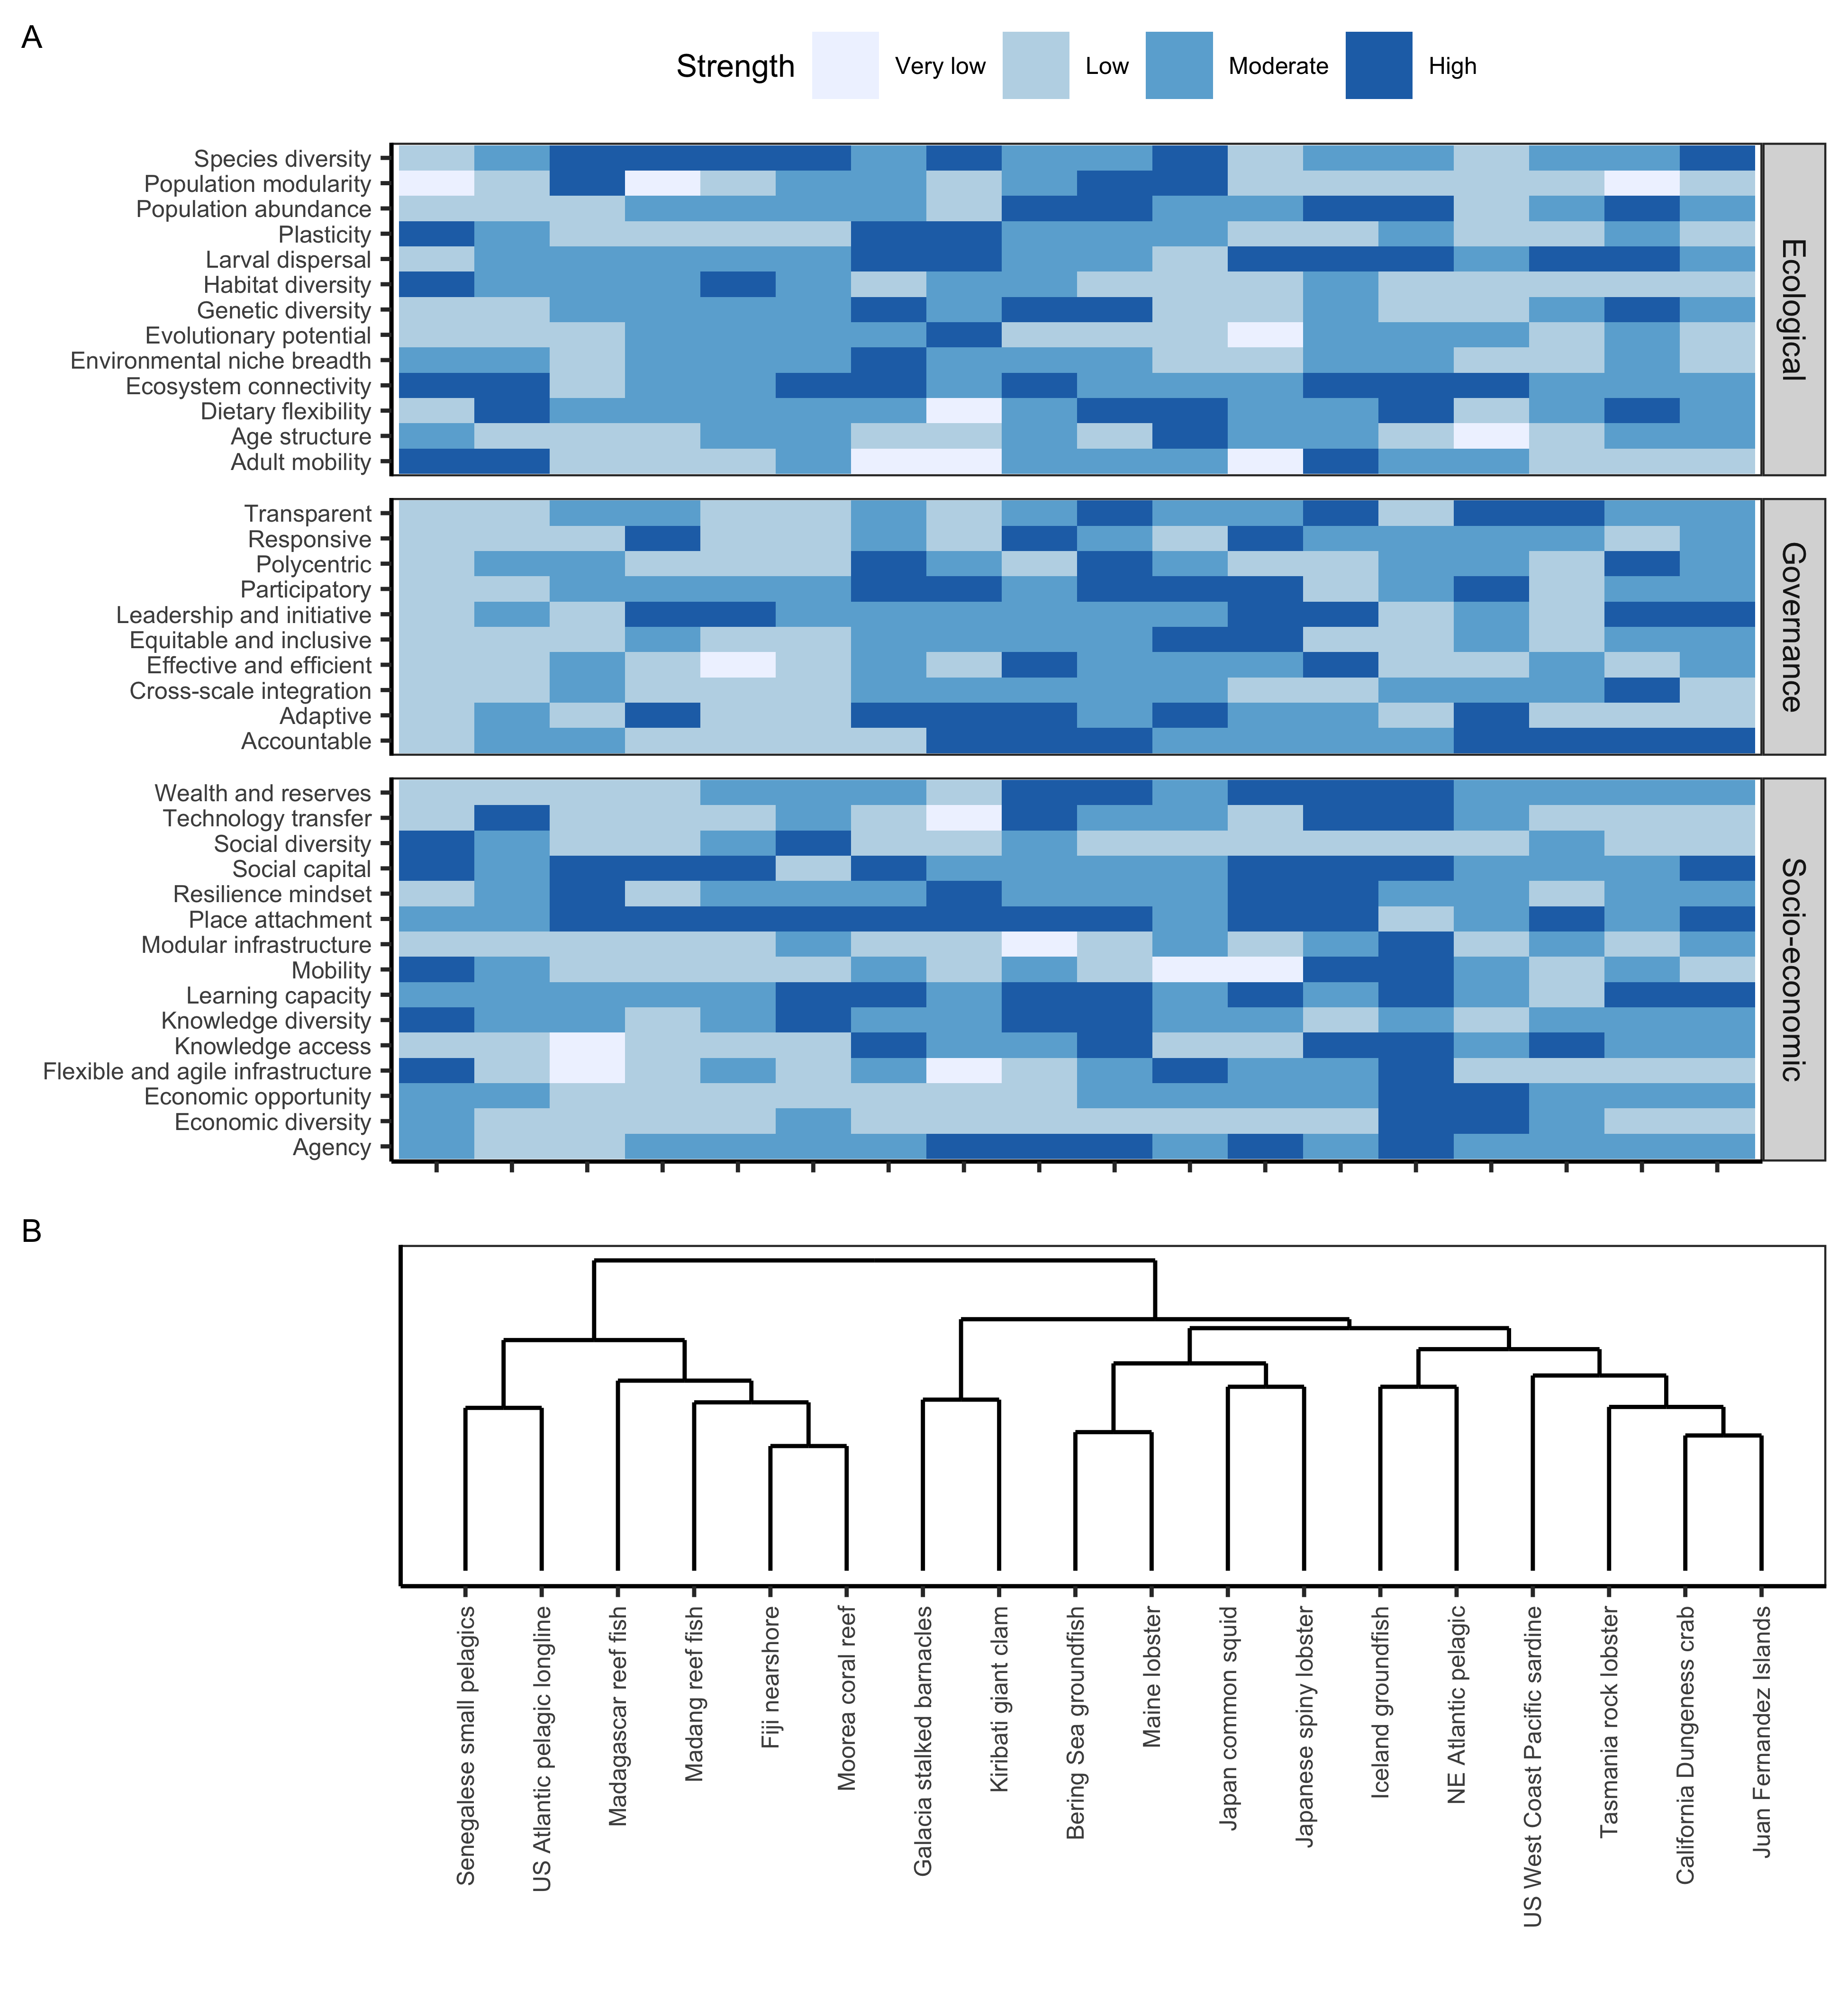 A
Strength Very low Low Moderate High
Species diversity
Population modularity
Population abundance
Plasticity
Larval dispersal
Habitat diversity
Genetic diversity
Evolutionary potential
Environmental niche breadth
Ecosystem connectivity
Dietary flexibility
Age structure
Adult mobility
Ecological
Transparent
Responsive
Polycentric
Participatory
Leadership and initiative
Equitable and inclusive
Effective and efficient
Cross-scale integration
Adaptive
Accountable
Governance
Wealth and reserves
Technology transfer
Social diversity
Social capital
Resilience mindset
Place attachment
Modular infrastructure
Mobility
Learning capacity
Knowledge diversity
Knowledge access
Flexible and agile infrastructure
Economic opportunity
Economic diversity
Agency
Socio-economic
B
Senegalese small pelagics
US Atlantic pelagic longline
Madagascar reef fish
Madang reef fish
Fiji nearshore
Moorea coral reef
Galacia stalked barnacles
Kiribati giant clam
Bering Sea groundfish
Maine lobster
Japan common squid
Japanese spiny lobster
Iceland groundfish
NE Atlantic pelagic
US West Coast Pacific sardine
Tasmania rock lobster
California Dungeness crab
Juan Fernandez Islands